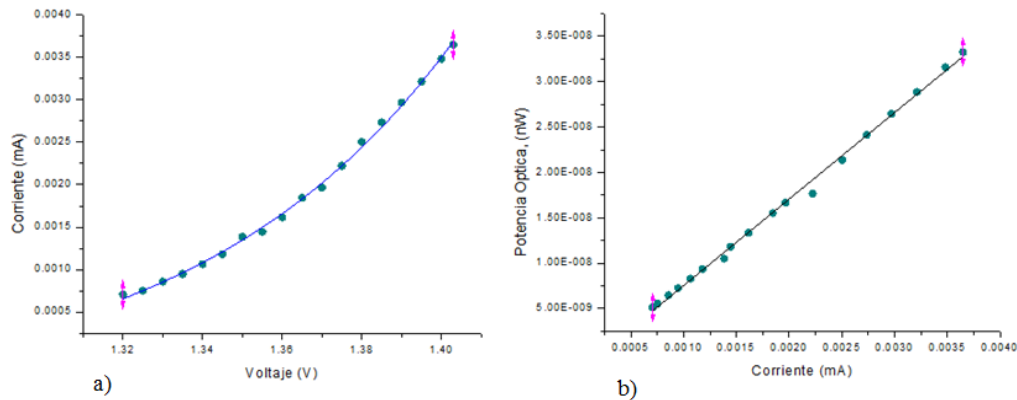 0.0040
0.0035
0.0030
0.0025
0.0020
0.0015
0.0010
0.0005
Corriente (mA)
1.32
1.34
1.36
1.38
1.40
Voltaje (V)
a)
3.50E-008
3.00E-008
2.50E-008
2.00E-008
1.50E-008
1.00E-008
5.00E-009
Potencia Optica, (nW)
0.0005
0.0010
0.0015
0.0020
0.0025
0.0030
0.0035
0.0040
Corriente (mA)
b)